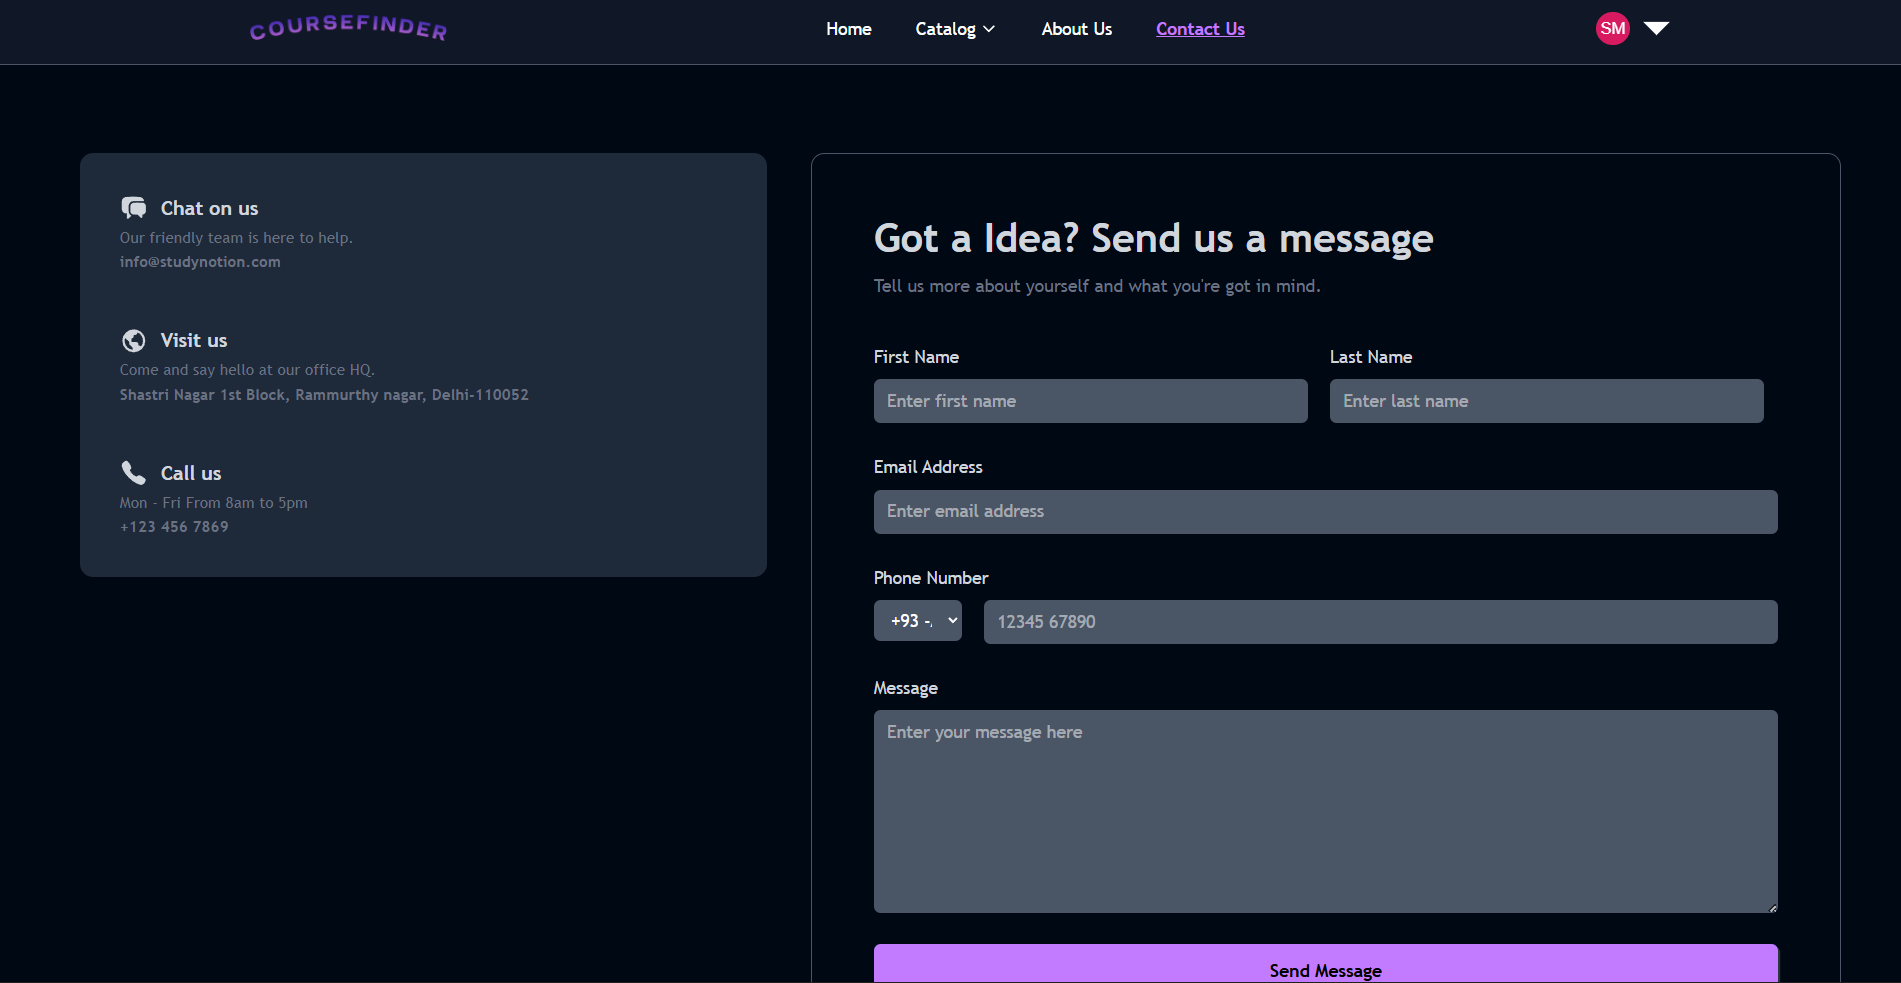 COURSEFINDER
Home Catalog About Us Contact Us
SM
Chat on us
Our friendly team is here to help.
info@studynotion.com
Visit us
Come and say hello at our office HQ.
Shastri Nagar 1st Block, Rammurthy nagar, Delhi-110052
Call us
Mon - Fri From 8am to 5pm
+123 456 7869
Got a Idea? Send us a message
Tell us more about yourself and what you're got in mind.
First Name Last Name
Enter first name Enter last name
Email Address
Enter email address
Phone Number
+93 - 12345 67890
Message
Enter your message here
Send Message